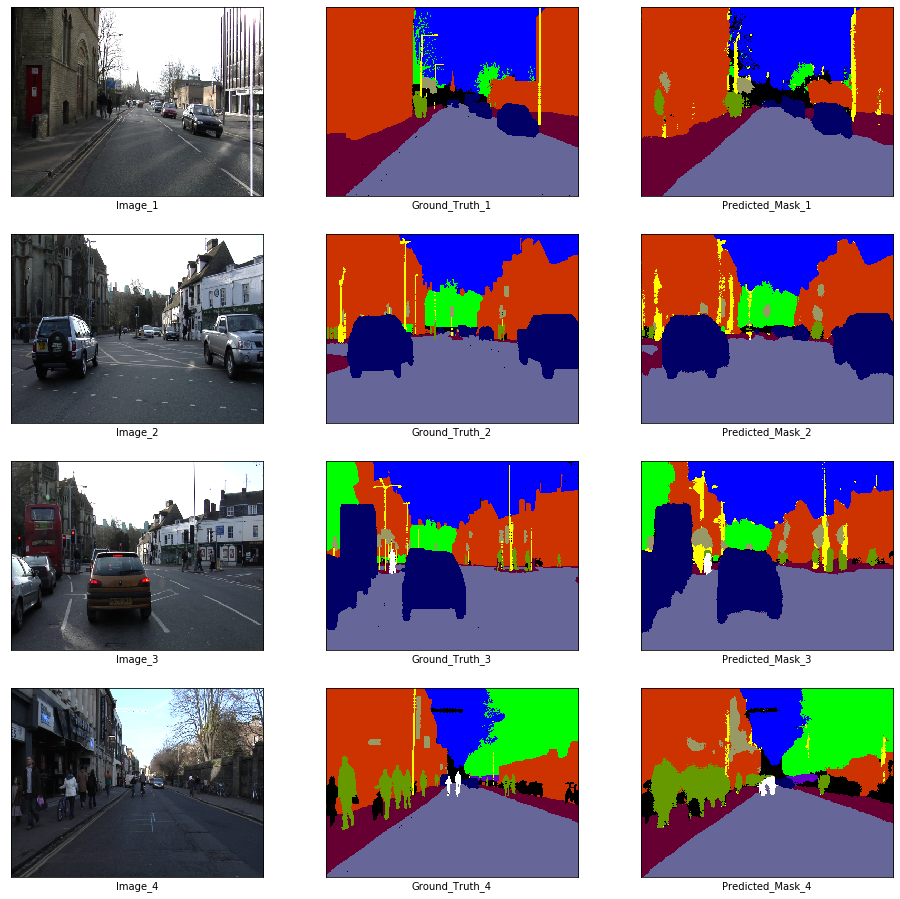 Image_1
Ground_Truth_1
Predicted_Mask_1
Image_2
Ground_Truth_2
Predicted_Mask_2
Image_3
Ground_Truth_3
Predicted_Mask_3
Image_4
Ground_Truth_4
Predicted_Mask_4